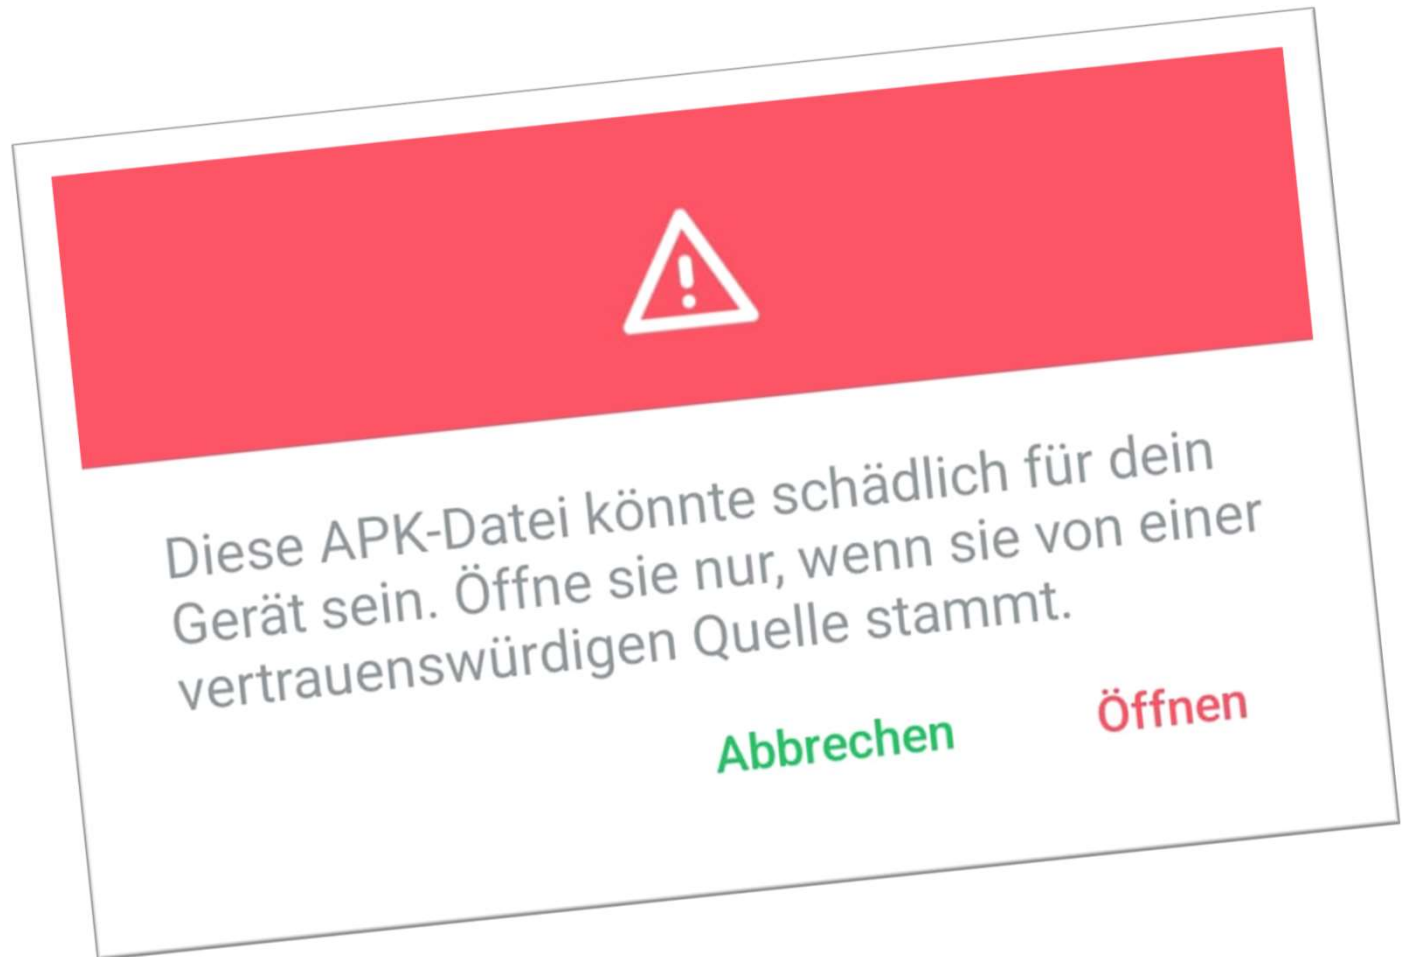 Diese APK-Datei könnte schädlich für dein
Gerät sein. Öffne sie nur, wenn sie von einer
vertrauenswürdigen Quelle stammt.
Abbrechen Öffnen